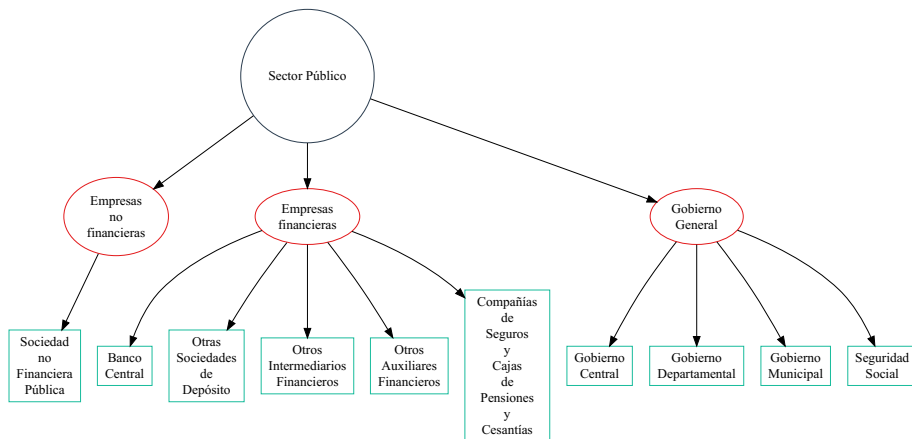 Sector Público
Empresas
no
financieras
Empresas
financieras
Gobierno
General
Sociedad
no
Financiera
Pública
Banco
Central
Otras
Sociedades
de
Depósito
Otros
Intermediarios
Financieros
Otros
Auxiliares
Financieros
Compañías
de
Seguros
y
Cajas
de
Pensiones
y
Cesantías
Gobierno
Central
Gobierno
Departamental
Gobierno
Municipal
Seguridad
Social